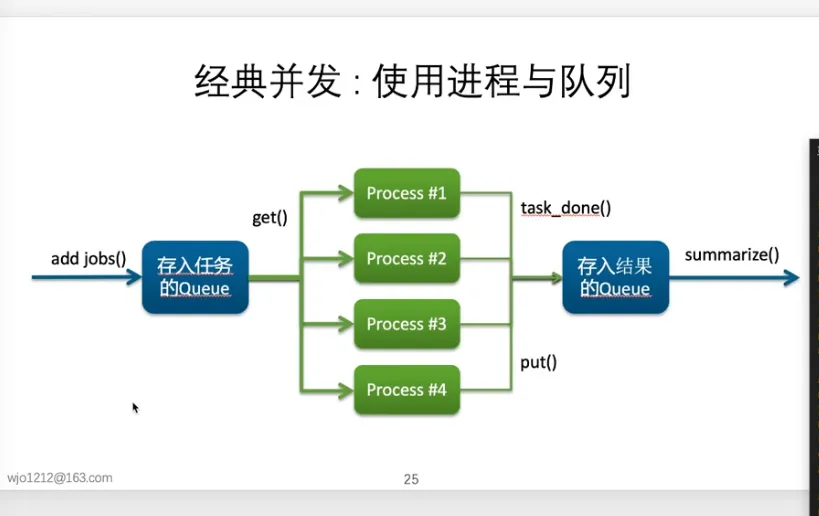 经典并发 : 使用进程与队列
add jobs()
存入任务
的Queue
get()
Process #1
Process #2
Process #3
Process #4
task_done()
put()
存入结果
的Queue
summarize()
wjo1212@163.com
25